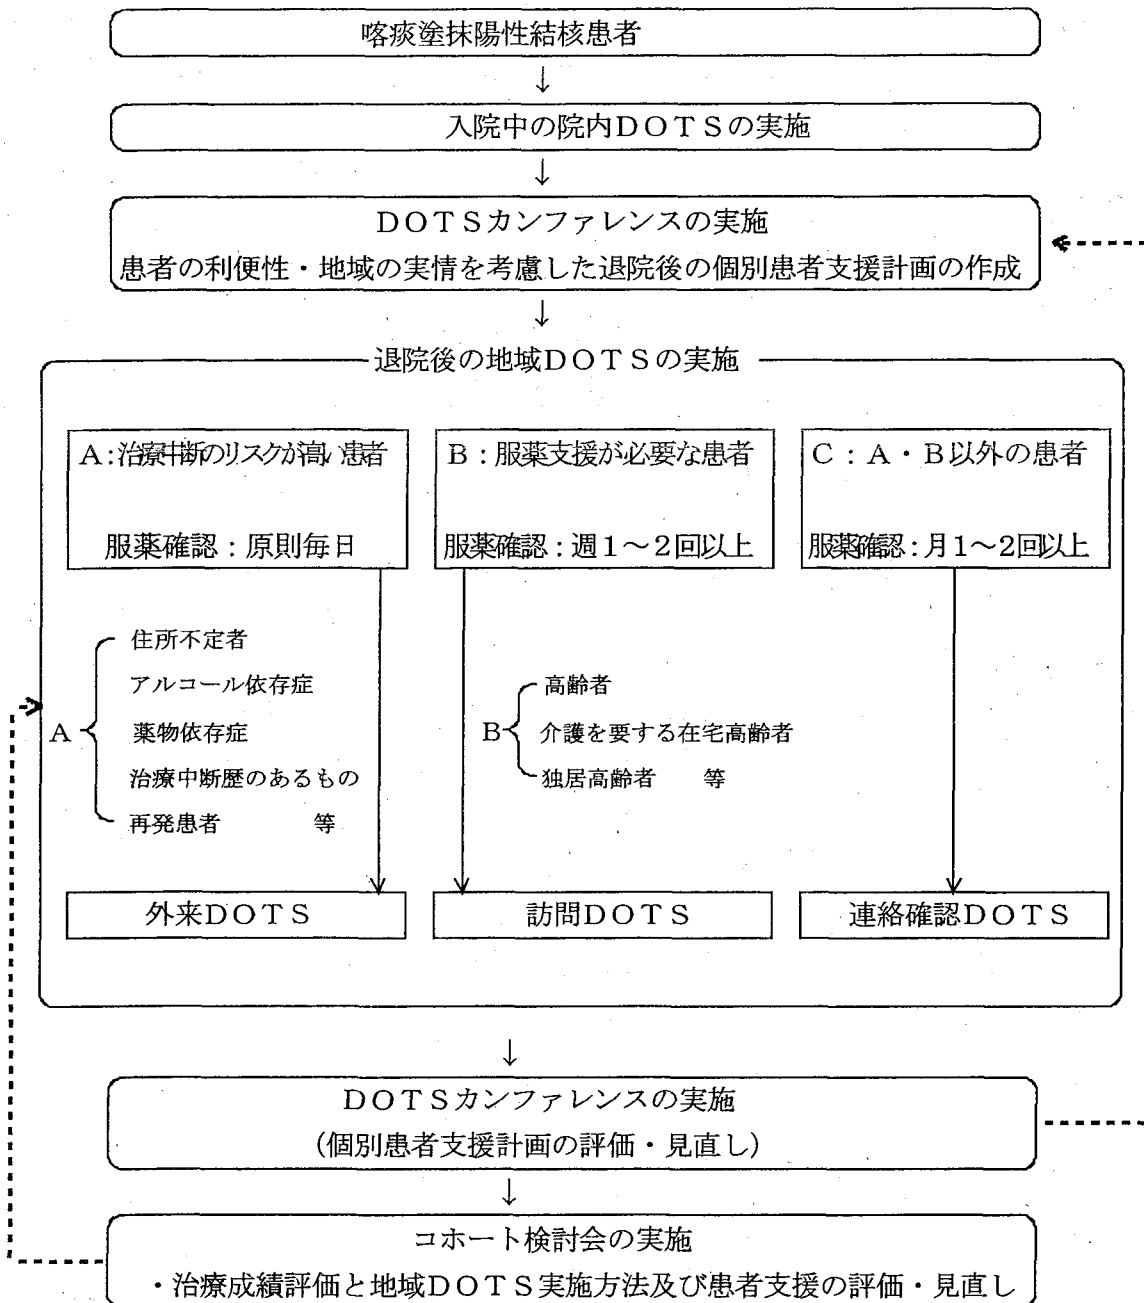 喀痰塗抹陽性結核患者
↓
入院中の院内DOTSの実施
↓
DOTSカンファレンスの実施
患者の利便性・地域の実情を考慮した退院後の個別患者支援計画の作成
↓
退院後の地域DOTSの実施
A:治療中断のリスクが高い患者
服薬確認:原則毎日
B:服薬支援が必要な患者
服薬確認:週1〜2回以上
C:A・B以外の患者
服薬確認:月1〜2回以上
A
住所不定者
アルコール依存症
薬物依存症
治療中断歴のあるもの
再発患者 等
B
高齢者
介護を要する在宅高齢者
独居高齢者 等
外来DOTS
訪問DOTS
連絡確認DOTS
↓
DOTSカンファレンスの実施
(個別患者支援計画の評価・見直し)
↓
コホート検討会の実施
・治療成績評価と地域DOTS実施方法及び患者支援の評価・見直し